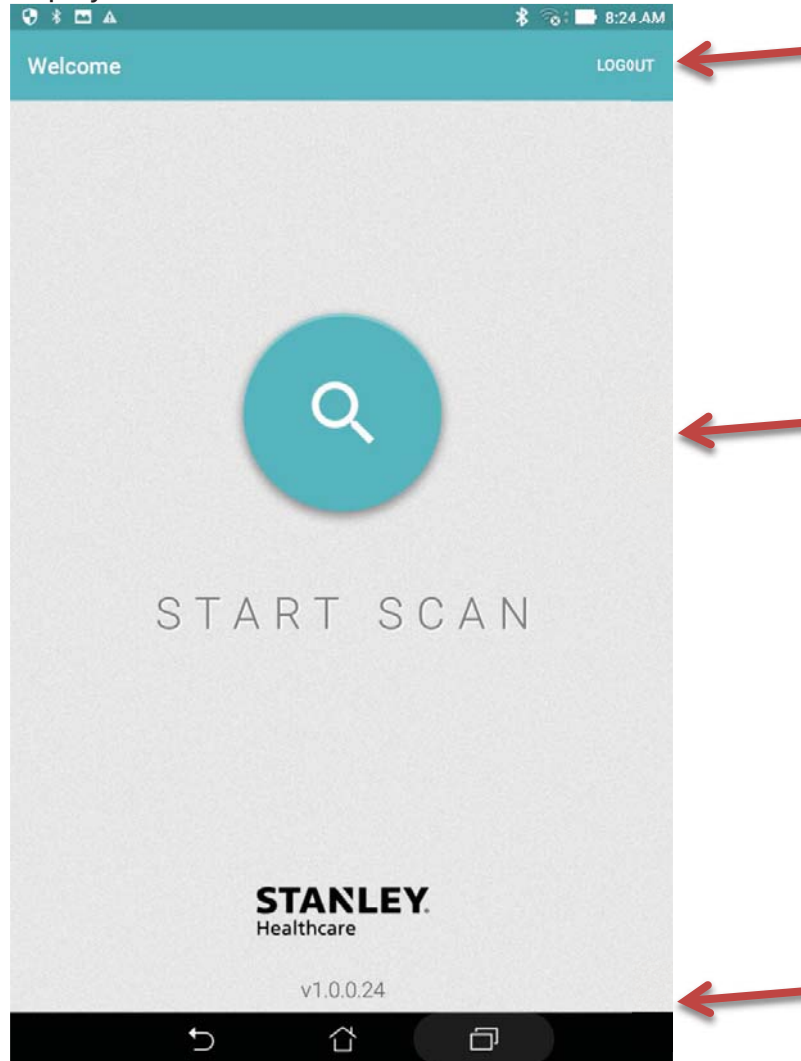 8:24 AM
Welcome
LOGOUT
START SCAN
STANLEY.
Healthcare
v1.0.0.24